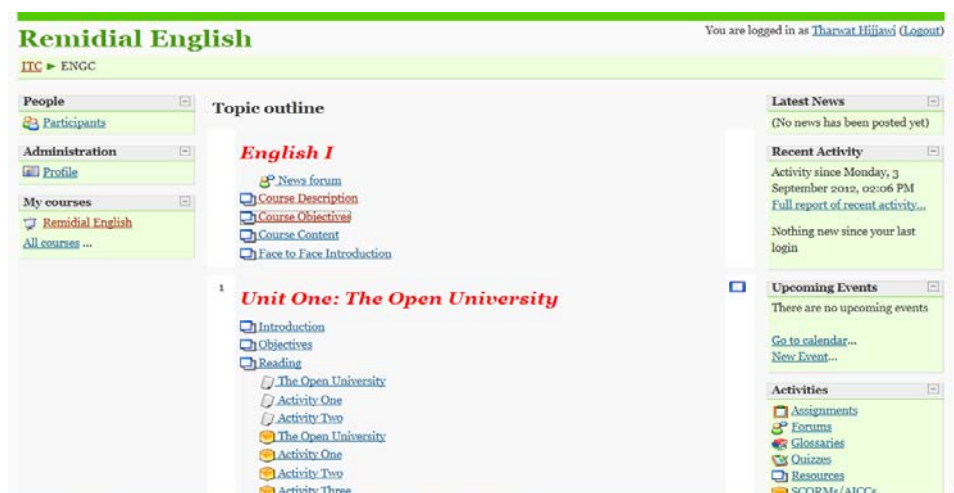 Remidial English
You are logged in as Tharwat Hijjawi (Logout)
ITC ► ENGC
People
Participants
Administration
Profile
My courses
Remidial English
All courses ...
Topic outline
English I
News forum
Course Description
Course Objectives
Course Content
Face to Face Introduction
1
Unit One: The Open University
Introduction
Objectives
Reading
The Open University
Activity One
Activity Two
The Open University
Activity One
Activity Two
Activity Three
Latest News
(No news has been posted yet)
Recent Activity
Activity since Monday, 3
September 2012, 02:06 PM
Full report of recent activity...
Nothing new since your last
login
Upcoming Events
There are no upcoming events
Go to calendar...
New Event...
Activities
Assignments
Forums
Glossaries
Quizzes
Resources
SCORMs/AICCs